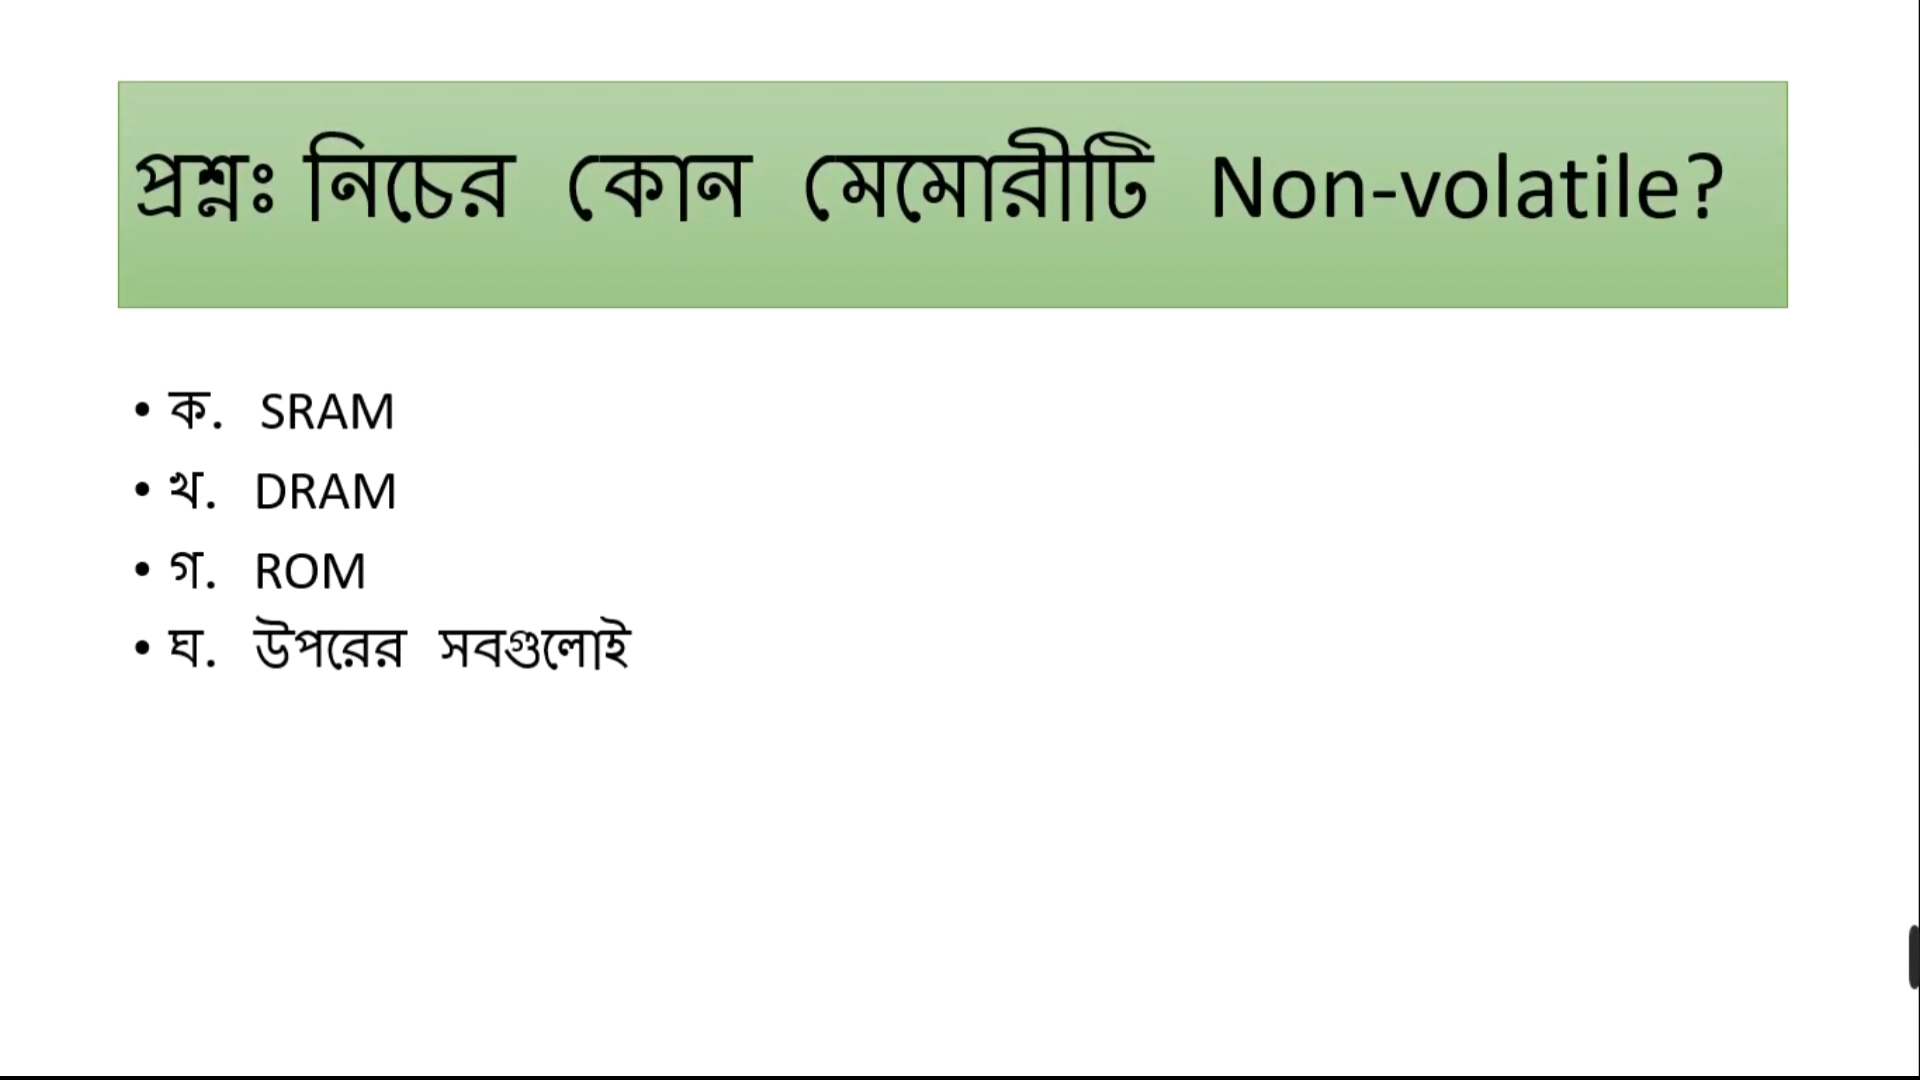 প্রশ্নঃ নিচের কোন মেমোরীটি Non-volatile?
• ক. SRAM
• খ. DRAM
• গ. ROM
• ঘ. উপরের সবগুলোই